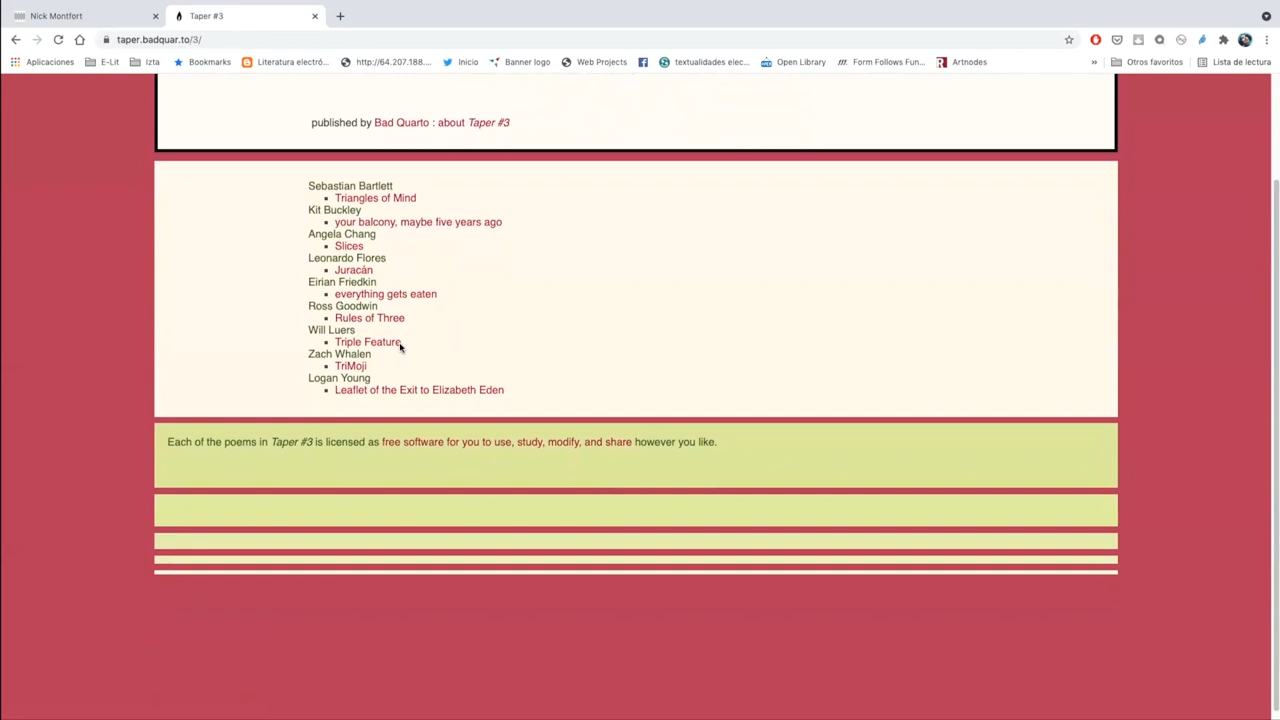 Nick Montfort
Taper #3
taper.badquar.to/3/
Aplicaciones
E-Lit
Izta
Bookmarks
Literatura electró...
http://64.207.188....
Inicio
Banner logo
Web Projects
textualidades elec...
Open Library
Form Follows Fun...
Artnodes
»
Otros favoritos
Lista de lectura
published by Bad Quarto : about Taper #3
Sebastian Bartlett
Triangles of Mind
Kit Buckley
your balcony, maybe five years ago
Angela Chang
Slices
Leonardo Flores
Juracán
Eirian Friedkin
everything gets eaten
Ross Goodwin
Rules of Three
Will Luers
Triple Feature
Zach Whalen
TriMoji
Logan Young
Leaflet of the Exit to Elizabeth Eden
Each of the poems in Taper #3 is licensed as free software for you to use, study, modify, and share however you like.